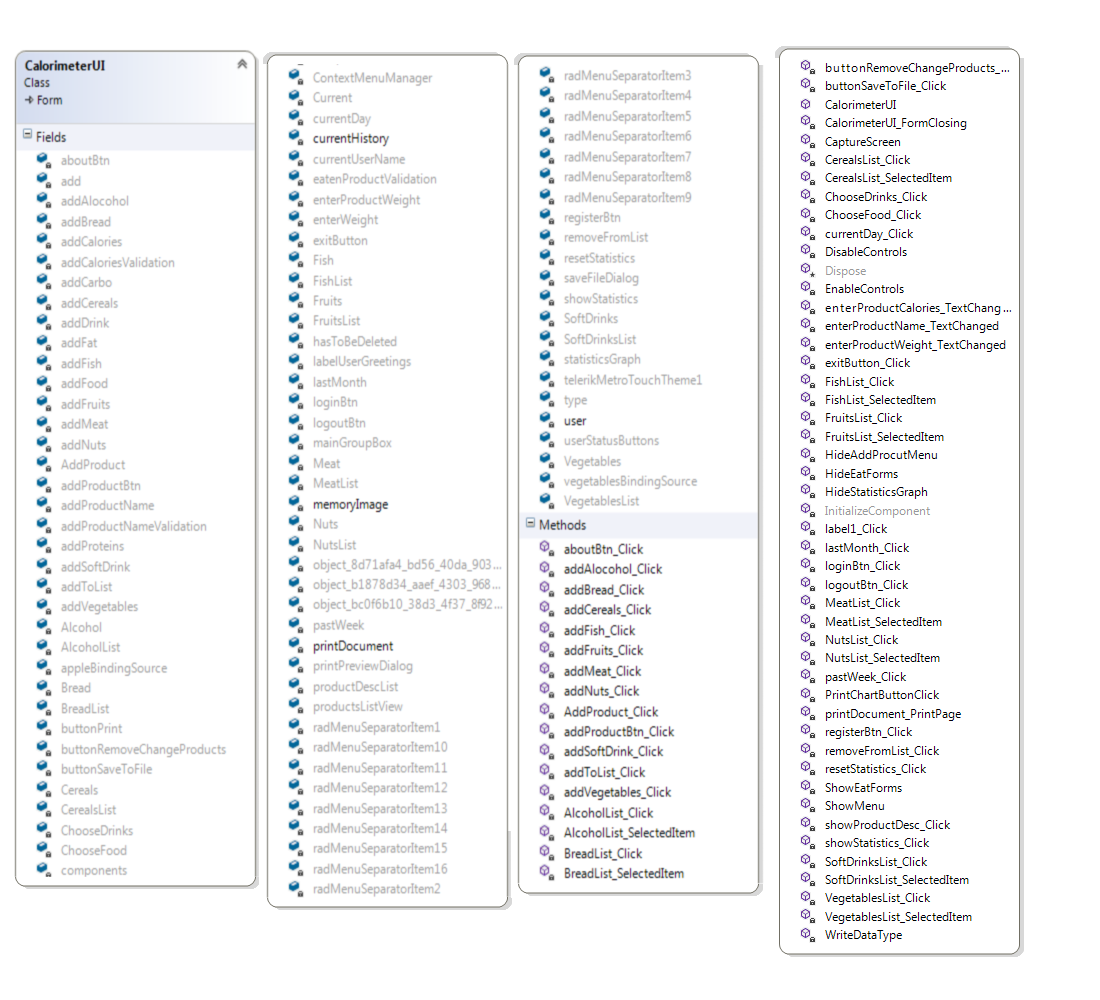 CalorimeterUI
Class
Form
Fields
aboutBtn
add
addAlocohol
addBread
addCalories
addCaloriesValidation
addCarbo
addCereals
addDrink
addFat
addFish
addFood
addFruits
addMeat
addNuts
AddProduct
addProductBtn
addProductName
addProductNameValidation
addProteins
addSoftDrink
addToList
addVegetables
Alcohol
AlcoholList
appleBindingSource
Bread
BreadList
buttonPrint
buttonRemoveChangeProducts
buttonSaveToFile
Cereals
CerealsList
ChooseDrinks
ChooseFood
components
ContextMenuManager
Current
currentDay
currentHistory
currentUserName
eatenProductValidation
enterProductWeight
enterWeight
exitButton
Fish
FishList
Fruits
FruitsList
hasToBeDeleted
labelUserGreetings
lastMonth
loginBtn
logoutBtn
mainGroupBox
Meat
MeatList
memoryImage
Nuts
NutsList
object_8d71afa4_bd56_40da_903...
object_b1878d34_aaef_4303_968...
object_bc0f6b10_38d3_4f37_8f92...
pastWeek
printDocument
printPreviewDialog
productDescList
productsListView
radMenuSeparatorItem1
radMenuSeparatorItem10
radMenuSeparatorItem11
radMenuSeparatorItem12
radMenuSeparatorItem13
radMenuSeparatorItem14
radMenuSeparatorItem15
radMenuSeparatorItem16
radMenuSeparatorItem2
radMenuSeparatorItem3
radMenuSeparatorItem4
radMenuSeparatorItem5
radMenuSeparatorItem6
radMenuSeparatorItem7
radMenuSeparatorItem8
radMenuSeparatorItem9
registerBtn
removeFromList
resetStatistics
saveFileDialog
showStatistics
SoftDrinks
SoftDrinksList
statisticsGraph
telerikMetroTouchTheme1
type
user
userStatusButtons
Vegetables
vegetablesBindingSource
VegetablesList
Methods
aboutBtn_Click
addAlocohol_Click
addBread_Click
addCereals_Click
addFish_Click
addFruits_Click
addMeat_Click
addNuts_Click
AddProduct_Click
addProductBtn_Click
addSoftDrink_Click
addToList_Click
addVegetables_Click
AlcoholList_Click
AlcoholList_SelectedItem
BreadList_Click
BreadList_SelectedItem
buttonRemoveChangeProducts_...
buttonSaveToFile_Click
CalorimeterUI
CalorimeterUI_FormClosing
CaptureScreen
CerealsList_Click
CerealsList_SelectedItem
ChooseDrinks_Click
ChooseFood_Click
currentDay_Click
DisableControls
Dispose
EnableControls
enterProductCalories_TextChang...
enterProductName_TextChanged
enterProductWeight_TextChanged
exitButton_Click
FishList_Click
FishList_SelectedItem
FruitsList_Click
FruitsList_SelectedItem
HideAddProcutMenu
HideEatForms
HideStatisticsGraph
InitializeComponent
label1_Click
lastMonth_Click
loginBtn_Click
logoutBtn_Click
MeatList_Click
MeatList_SelectedItem
NutsList_Click
NutsList_SelectedItem
pastWeek_Click
PrintChartButtonClick
printDocument_PrintPage
registerBtn_Click
removeFromList_Click
resetStatistics_Click
ShowEatForms
ShowMenu
showProductDesc_Click
showStatistics_Click
SoftDrinksList_Click
SoftDrinksList_SelectedItem
VegetablesList_Click
VegetablesList_SelectedItem
WriteDataType